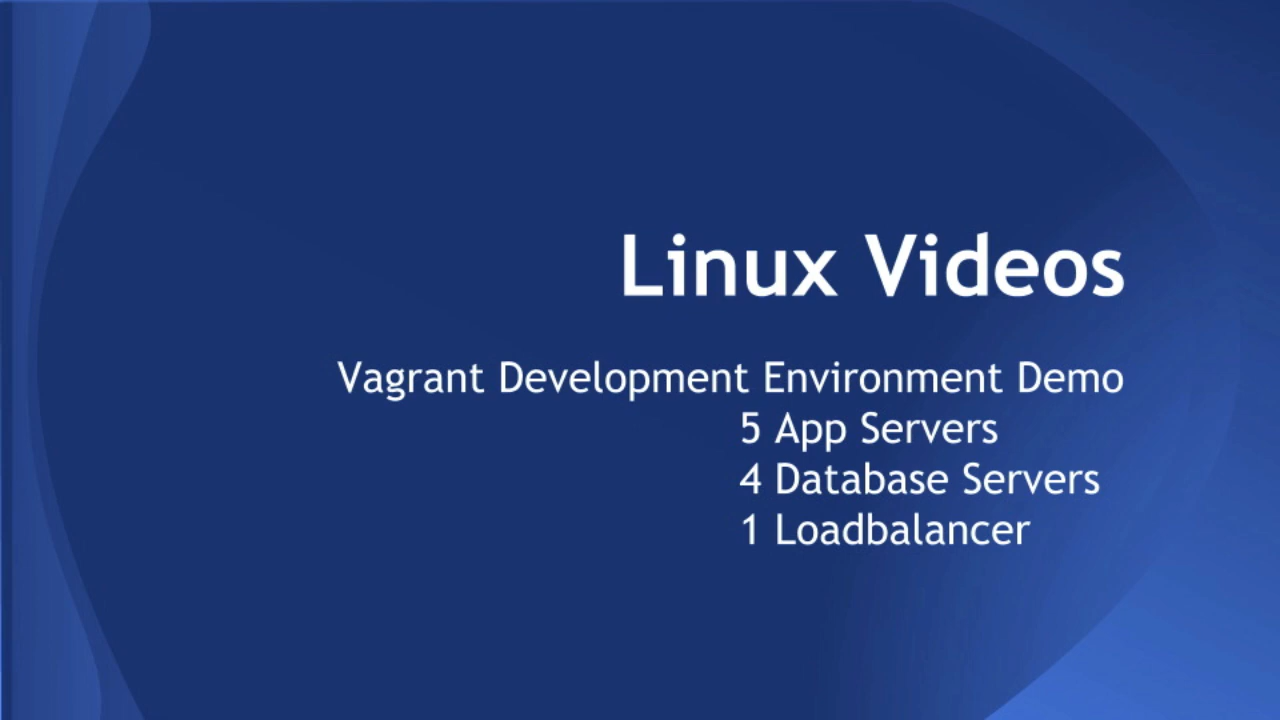 Linux Videos
Vagrant Development Environment Demo
5 App Servers
4 Database Servers
1 Loadbalancer